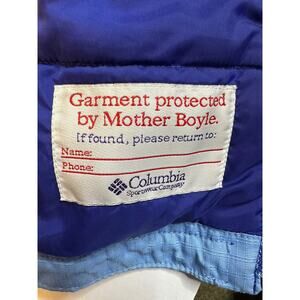 Garment protected
by Mother Boyle.
If found, please return to:
Name:
Phone:
Columbia
Sportswear Company